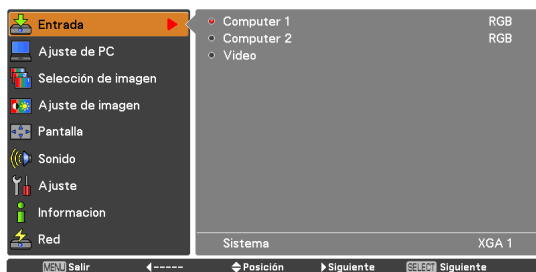 Entrada
Ajuste de PC
Selección de imagen
Ajuste de imagen
Pantalla
Sonido
Ajuste
Informacion
Red
Computer 1 RGB
Computer 2 RGB
Video
Sistema XGA 1
MENU Salir ----- Posición Siguiente SELECT Siguiente